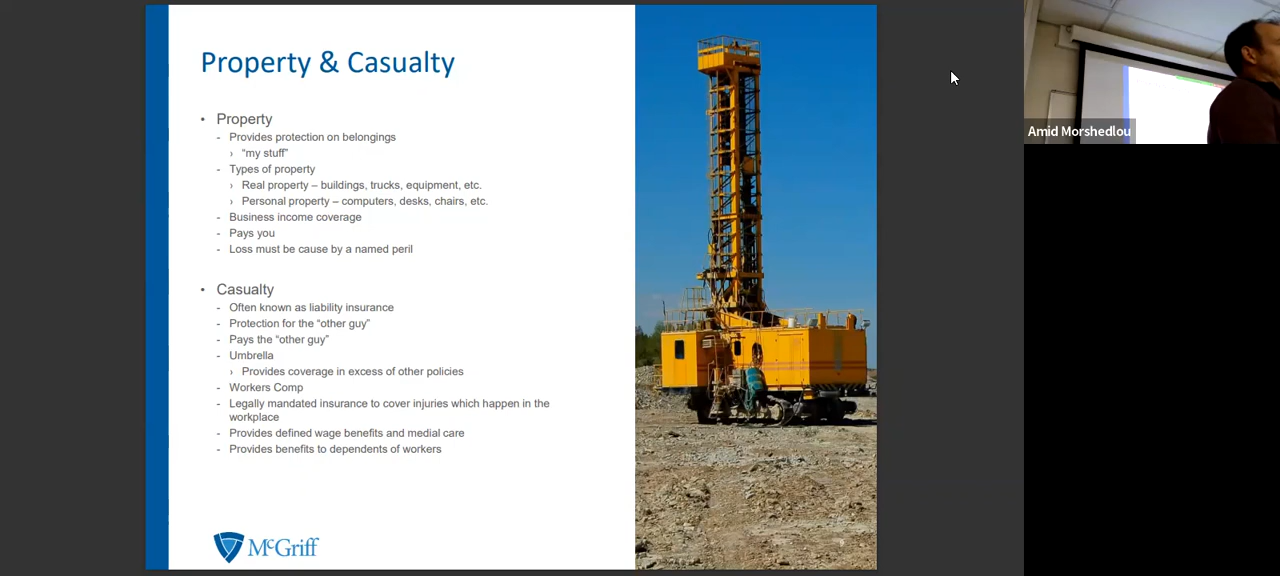 Property & Casualty
• Property
- Provides protection on belongings
› “my stuff”
- Types of property
› Real property – buildings, trucks, equipment, etc.
› Personal property – computers, desks, chairs, etc.
- Business income coverage
- Pays you
- Loss must be cause by a named peril
• Casualty
- Often known as liability insurance
- Protection for the “other guy”
- Pays the “other guy”
- Umbrella
› Provides coverage in excess of other policies
- Workers Comp
- Legally mandated insurance to cover injuries which happen in the
workplace
- Provides defined wage benefits and medial care
- Provides benefits to dependents of workers
McGriff
Amid Morshedlou